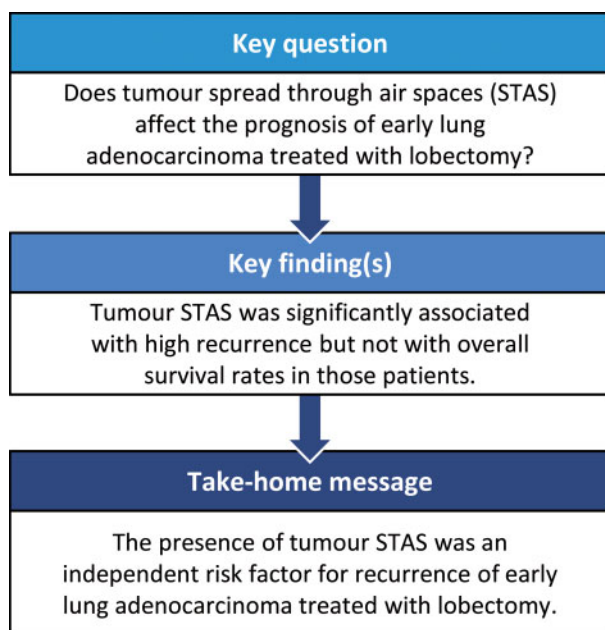 Key question
Does tumour spread through air spaces (STAS)
affect the prognosis of early lung
adenocarcinoma treated with lobectomy?
Key finding(s)
Tumour STAS was significantly associated
with high recurrence but not with overall
survival rates in those patients.
Take-home message
The presence of tumour STAS was an
independent risk factor for recurrence of early
lung adenocarcinoma treated with lobectomy.